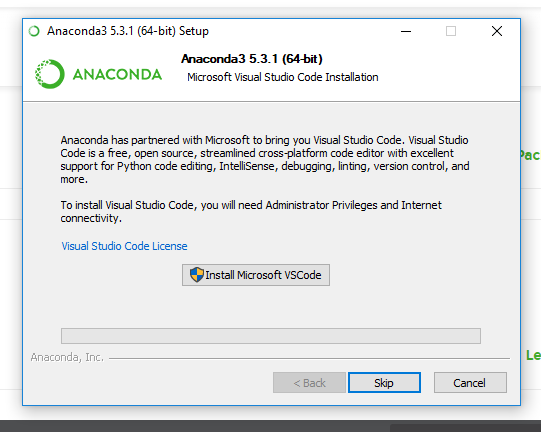 Anaconda3 5.3.1 (64-bit) Setup
ANACONDA
Anaconda3 5.3.1 (64-bit)
Microsoft Visual Studio Code Installation
Anaconda has partnered with Microsoft to bring you Visual Studio Code. Visual Studio
Code is a free, open source, streamlined cross-platform code editor with excellent
support for Python code editing, IntelliSense, debugging, linting, version control, and
more.
To install Visual Studio Code, you will need Administrator Privileges and Internet
connectivity.
Visual Studio Code License
Install Microsoft VSCode
Anaconda, Inc.
< Back
Skip
Cancel